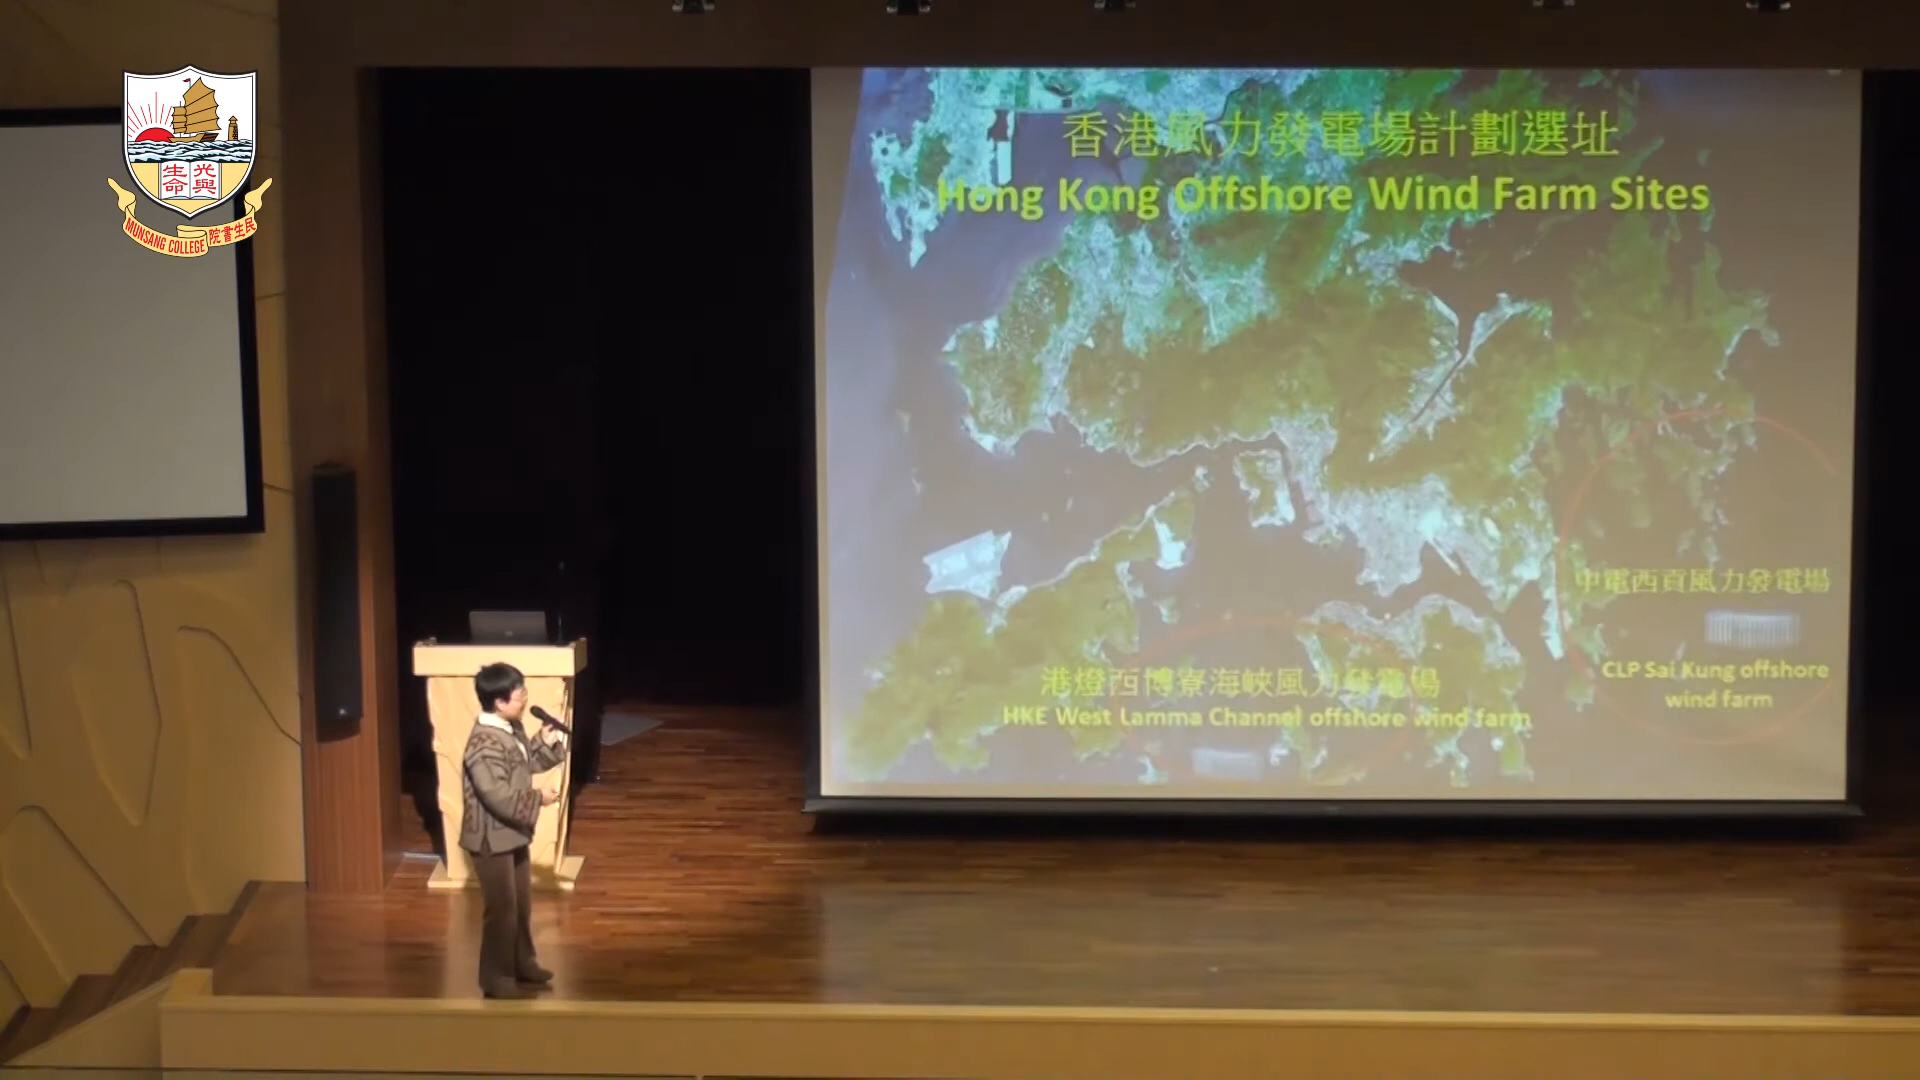 生命
光與
MUNSANG COLLEGE 民生書院
香港風力發電場計劃選址
Hong Kong Offshore Wind Farm Sites
中電西貢風力發電場
CLP Sai Kung offshore
wind farm
港燈西博寮海峽風力發電場
HKE West Lamma Channel offshore wind farm